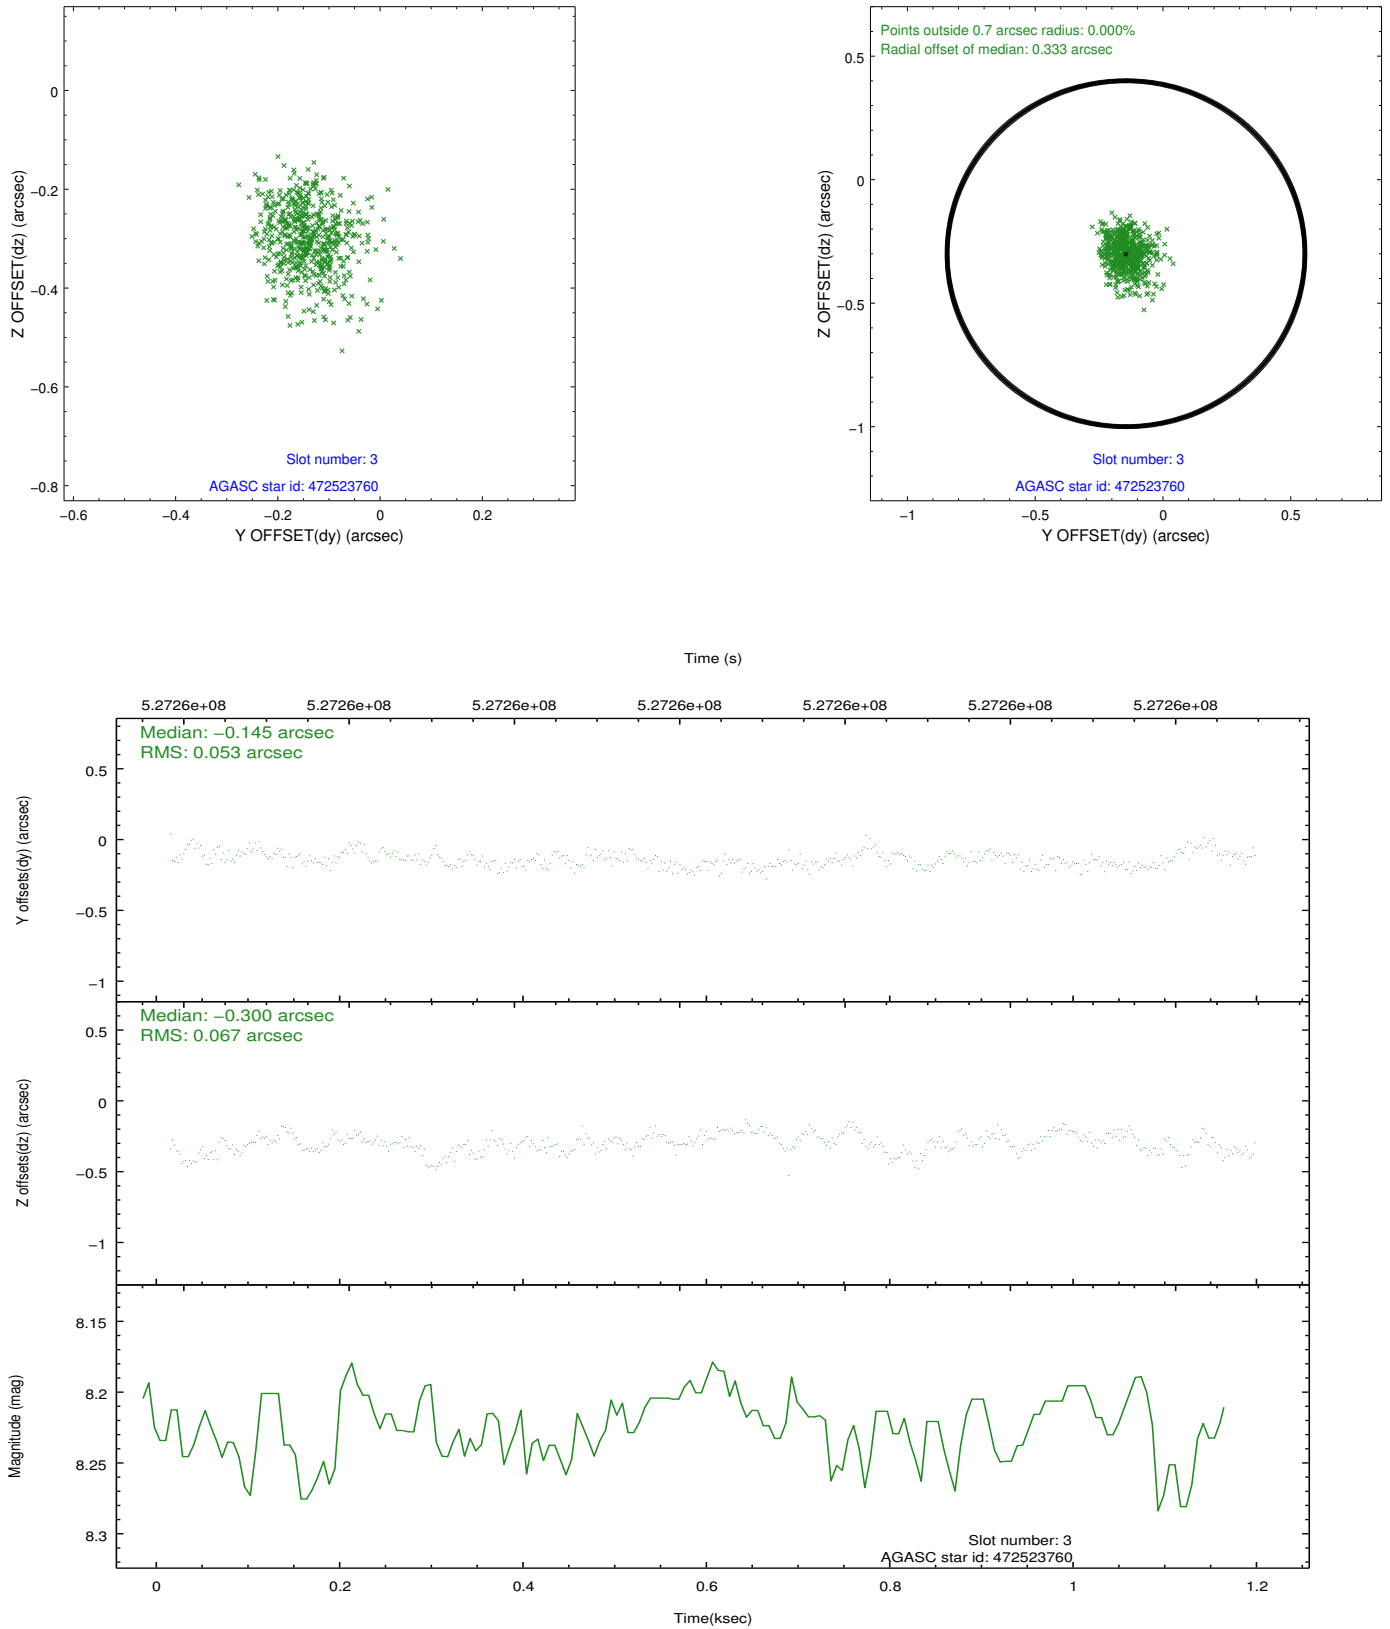 0
−0.2
−0.4
−0.6
−0.8
Z OFFSET(dz) (arcsec)
Slot number: 3
AGASC star id: 472523760
−0.6 −0.4 −0.2 0 0.2
Y OFFSET(dy) (arcsec)
Points outside 0.7 arcsec radius: 0.000%
Radial offset of median: 0.333 arcsec
0.5
0
−0.5
−1
Z OFFSET(dz) (arcsec)
Slot number: 3
AGASC star id: 472523760
−1 −0.5 0 0.5
Y OFFSET(dy) (arcsec)
Time (s)
5.2726e+08 5.2726e+08 5.2726e+08 5.2726e+08 5.2726e+08 5.2726e+08 5.2726e+08
Median: −0.145 arcsec
RMS: 0.053 arcsec
0.5
0
−0.5
−1
Y offsets(dy) (arcsec)
Median: −0.300 arcsec
RMS: 0.067 arcsec
0.5
0
−0.5
−1
Z offsets(dz) (arcsec)
8.15
8.2
8.25
8.3
Magnitude (mag)
Slot number: 3
AGASC star id: 472523760
0 0.2 0.4 0.6 0.8 1 1.2
Time(ksec)